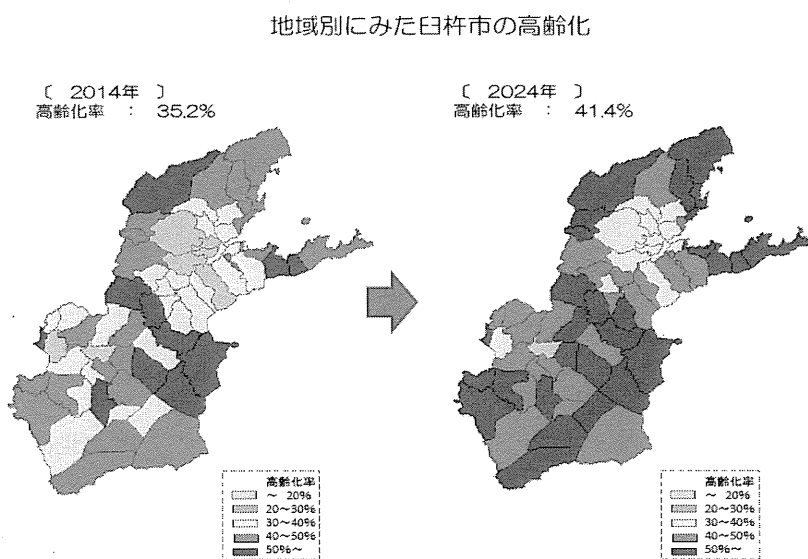 地域別にみた臼杵市の高齢化
〔 2014年 〕
高齢化率 : 35.2%
〔 2024年 〕
高齢化率 : 41.4%
高齢化率
～ 20%
20～30%
30～40%
40～50%
50%～
高齢化率
～ 20%
20～30%
30～40%
40～50%
50%～